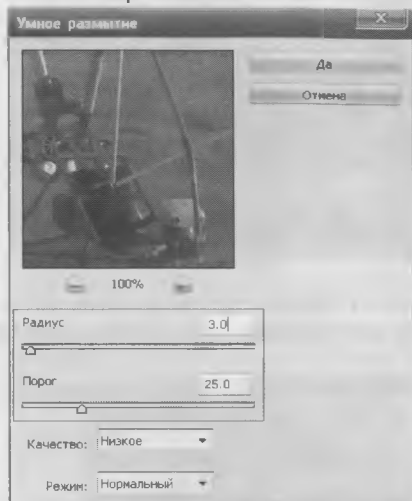 Умное размытие
Да
Отмена
100%
Радиус 3.0
Порог 25.0
Качество: Низкое
Режим: Нормальный